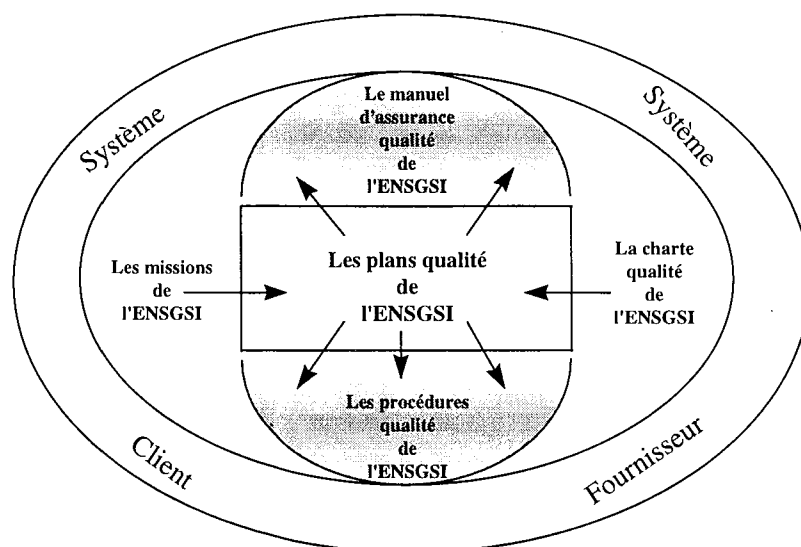 Système
Système
Le manuel
d'assurance
qualité
de
l'ENSGSI
Les missions
de
l'ENSGSI
Les plans qualité
de
l'ENSGSI
La charte
qualité
de
l'ENSGSI
Les procédures
qualité
de
l'ENSGSI
Client
Fournisseur